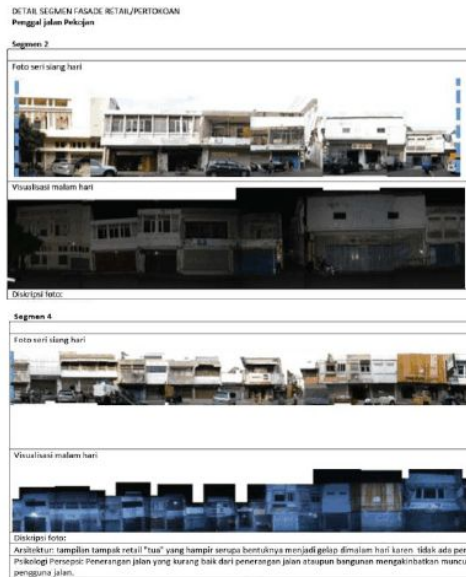 DETAIL SEGMEN FASADE RETAIL/PERTOKOAN
Penggal jalan Pekojan
Segmen 2
Foto seri siang hari
Visualisasi malam hari
Diskripsi foto:
Segmen 4
Foto seri siang hari
Visualisasi malam hari
Diskripsi foto:
Arsitektur: tampilan tampak retail "tua" yang hampir serupa bentuknya menjadi gelap dimalam hari karen tidak ada
Psikologi Persepsi: Penerangan jalan yang kurang baik dari penerangan jalan ataupun bangunan mengakinbatkan
pengguna jalan.